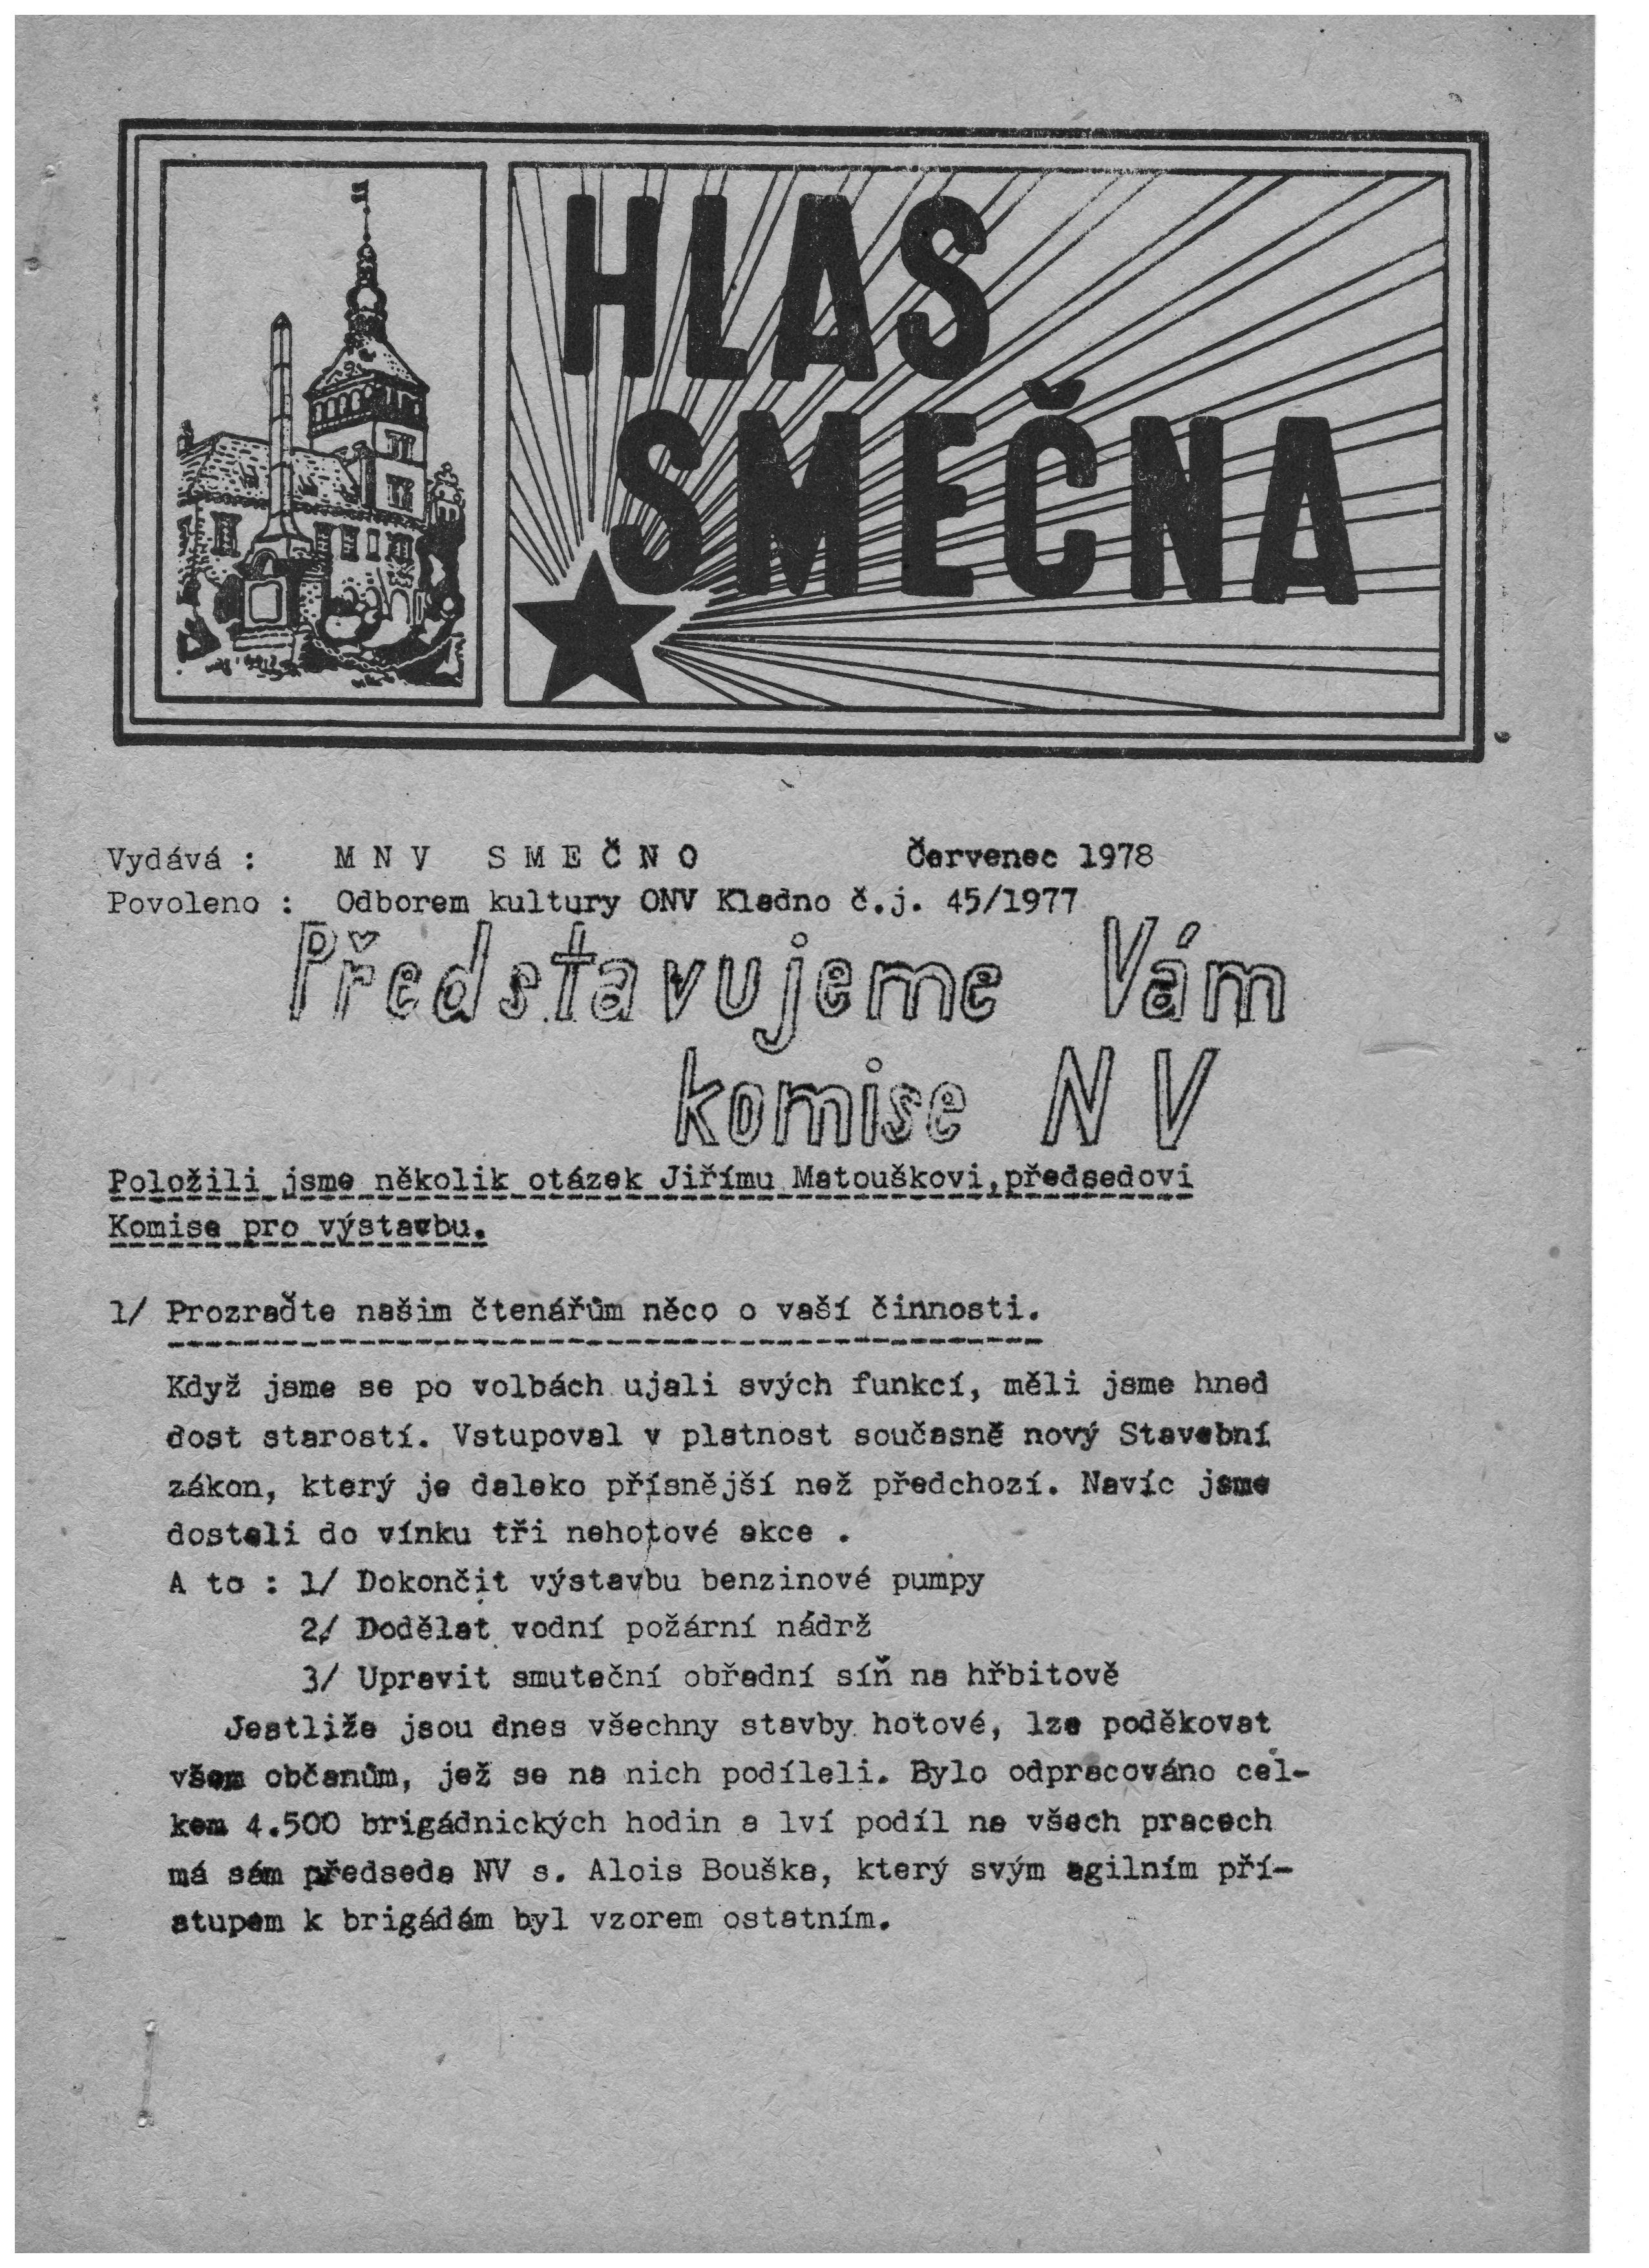 HLAS
SMEČNA
Vydává : MNV SMEČNO Červenec 1978
Povoleno : Odborem kultury ONV Kladno č.j. 45/1977
Představujeme Vám
komise NV
Položili jsme několik otázek Jiřímu Matouškovi,předsedovi
Komise pro výstavbu.
1/ Prozraďte našim čtenářům něco o vaší činnosti.
Když jsme se po volbách ujali svých funkcí, měli jsme hned
dost starostí. Vstupoval v platnost současně nový Stavební
zákon, který je daleko přísnější než předchozí. Navíc jsme
dostali do vínku tři nehotové akce .
A to : 1/ Dokončit výstavbu benzinové pumpy
2/ Dodělat vodní požární nádrž
3/ Upravit smuteční obřadní síň na hřbitově
Jestliže jsou dnes všechny stavby hotové, lze poděkovat
všem občanům, jež se na nich podíleli. Bylo odpracováno cel-
kem 4.500 brigádnických hodin a lví podíl na všech pracech
má sám předseda NV s. Alois Bouška, který svým agilním pří-
stupem k brigádám byl vzorem ostatním.